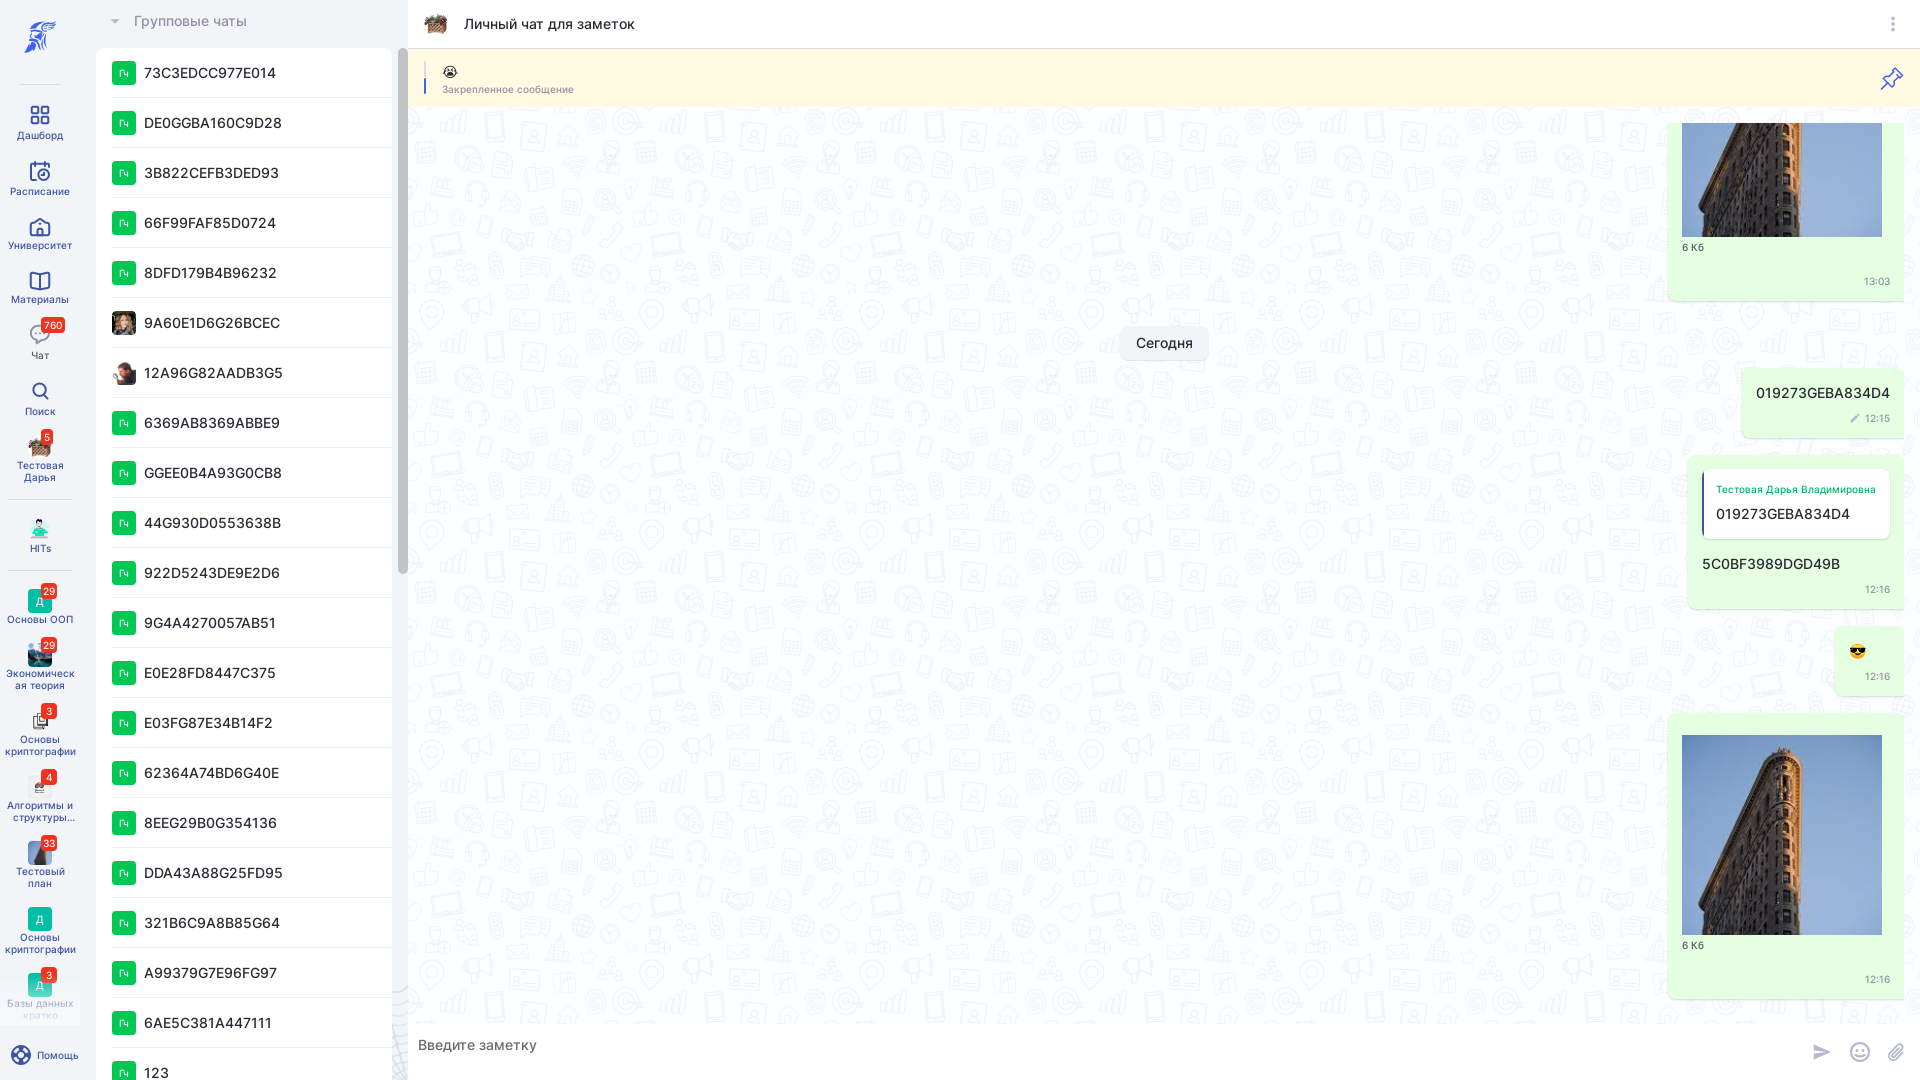 Дашборд
Расписание
Университет
Материалы
760
Чат
Поиск
5
Тестовая
Дарья
HITs
29
Д
Основы ООП
29
Экономическ
ая теория
3
Основы
криптографии
4
Алгоритмы и
структуры...
33
Тестовый
план
Д
Основы
криптографии
3
Д
Базы данных
кратко
Помощь
Групповые чаты
ГЧ 73C3EDCC977E014
ГЧ DE0GGBA160C9D28
ГЧ 3B822CEFB3DED93
ГЧ 66F99FAF85D0724
ГЧ 8DFD179B4B96232
9A60E1D6G26BCEC
12A96G82AADB3G5
ГЧ 6369AB8369ABBE9
ГЧ GGEE0B4A93G0CB8
ГЧ 44G930D0553638B
ГЧ 922D5243DE9E2D6
ГЧ 9G4A4270057AB51
ГЧ E0E28FD8447C375
ГЧ E03FG87E34B14F2
ГЧ 62364A74BD6G40E
ГЧ 8EEG29B0G354136
ГЧ DDA43A88G25FD95
ГЧ 321B6C9A8B85G64
ГЧ A99379G7E96FG97
ГЧ 6AE5C381A447111
ГЧ 123
Личный чат для заметок
😭
Закрепленное сообщение
6 Кб
13:03
Сегодня
019273GEBA834D4
12:15
Тестовая Дарья Владимировна
019273GEBA834D4
5C0BF3989DGD49B
12:16
😎
12:16
6 Кб
12:16
Введите заметку